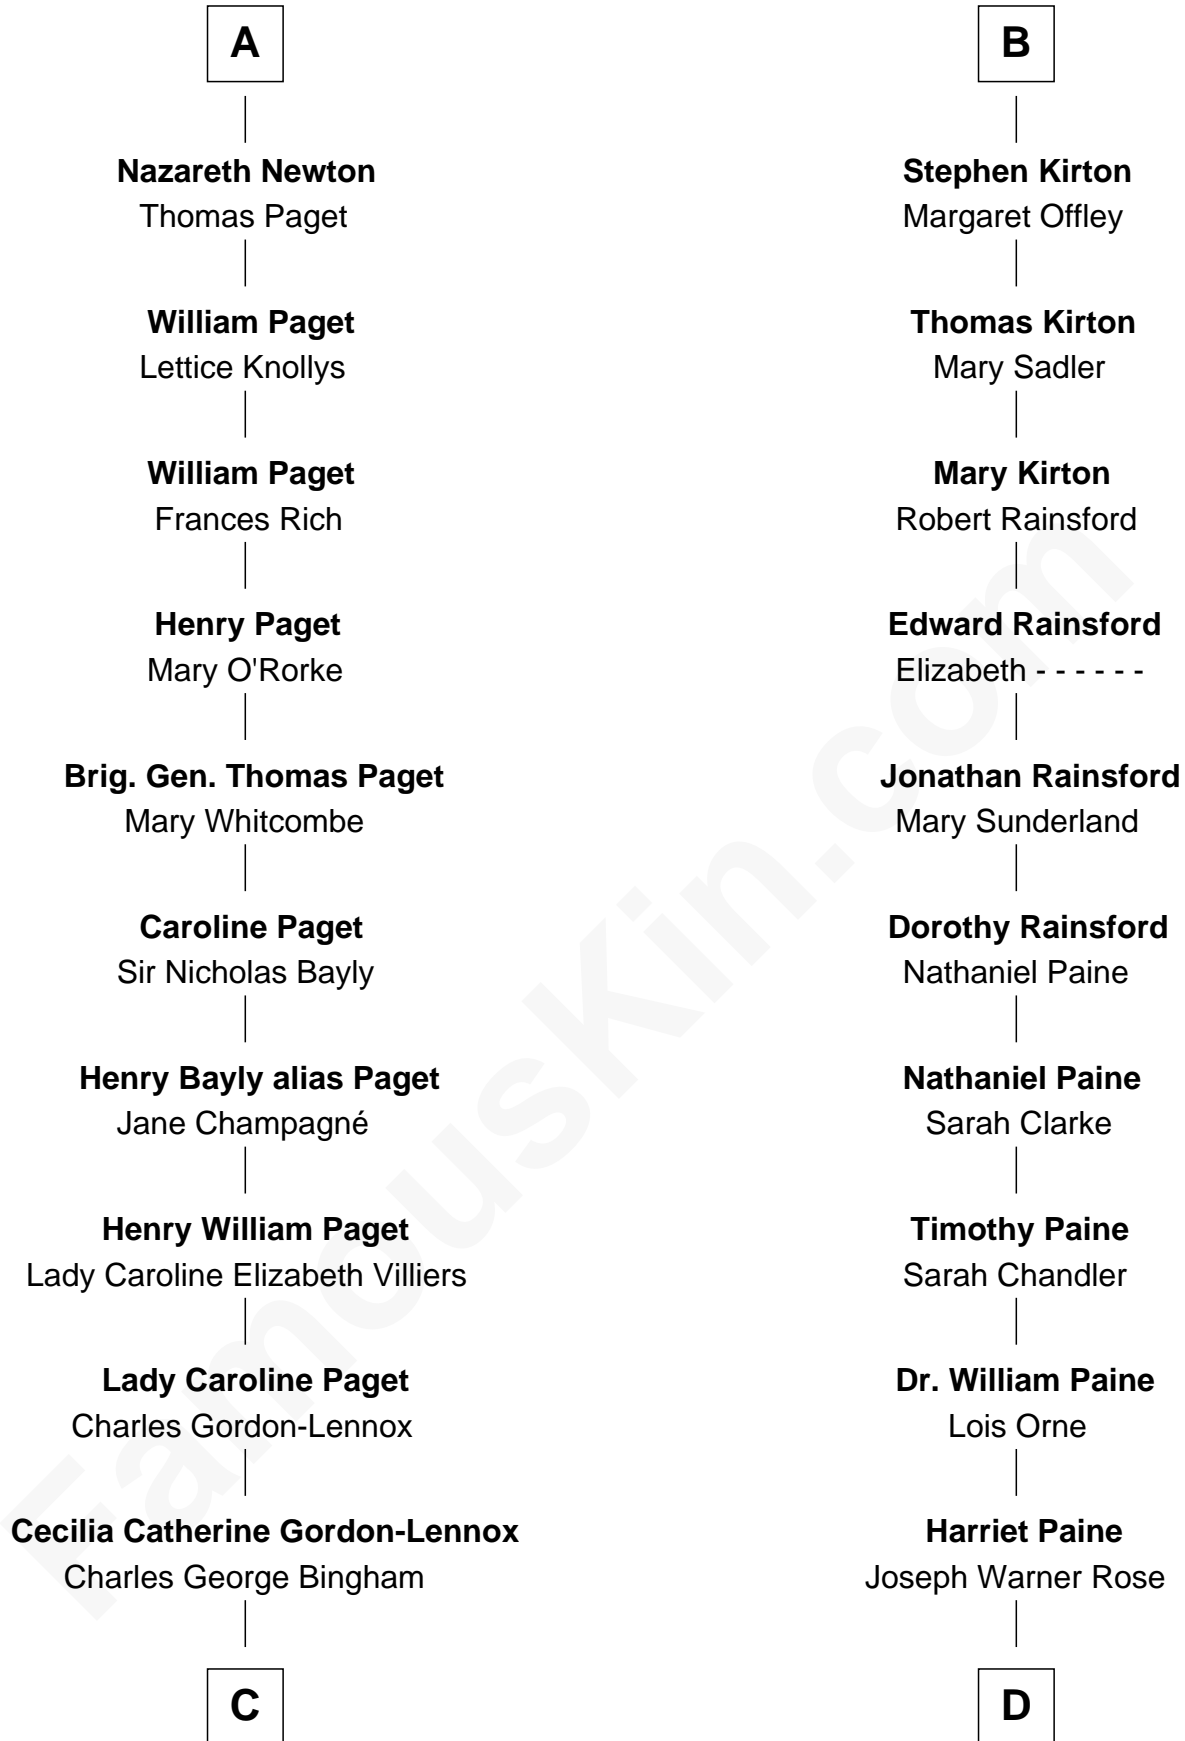 A
Nazareth Newton
Thomas Paget
William Paget
Lettice Knollys
William Paget
Frances Rich
Henry Paget
Mary O'Rorke
Brig. Gen. Thomas Paget
Mary Whitcombe
Caroline Paget
Sir Nicholas Bayly
Henry Bayly alias Paget
Jane Champagné
Henry William Paget
Lady Caroline Elizabeth Villiers
Lady Caroline Paget
Charles Gordon-Lennox
Cecilia Catherine Gordon-Lennox
Charles George Bingham
C
B
Stephen Kirton
Margaret Offley
Thomas Kirton
Mary Sadler
Mary Kirton
Robert Rainsford
Edward Rainsford
Elizabeth - - - - - -
Jonathan Rainsford
Mary Sunderland
Dorothy Rainsford
Nathaniel Paine
Nathaniel Paine
Sarah Clarke
Timothy Paine
Sarah Chandler
Dr. William Paine
Lois Orne
Harriet Paine
Joseph Warner Rose
D
FamousKin.com